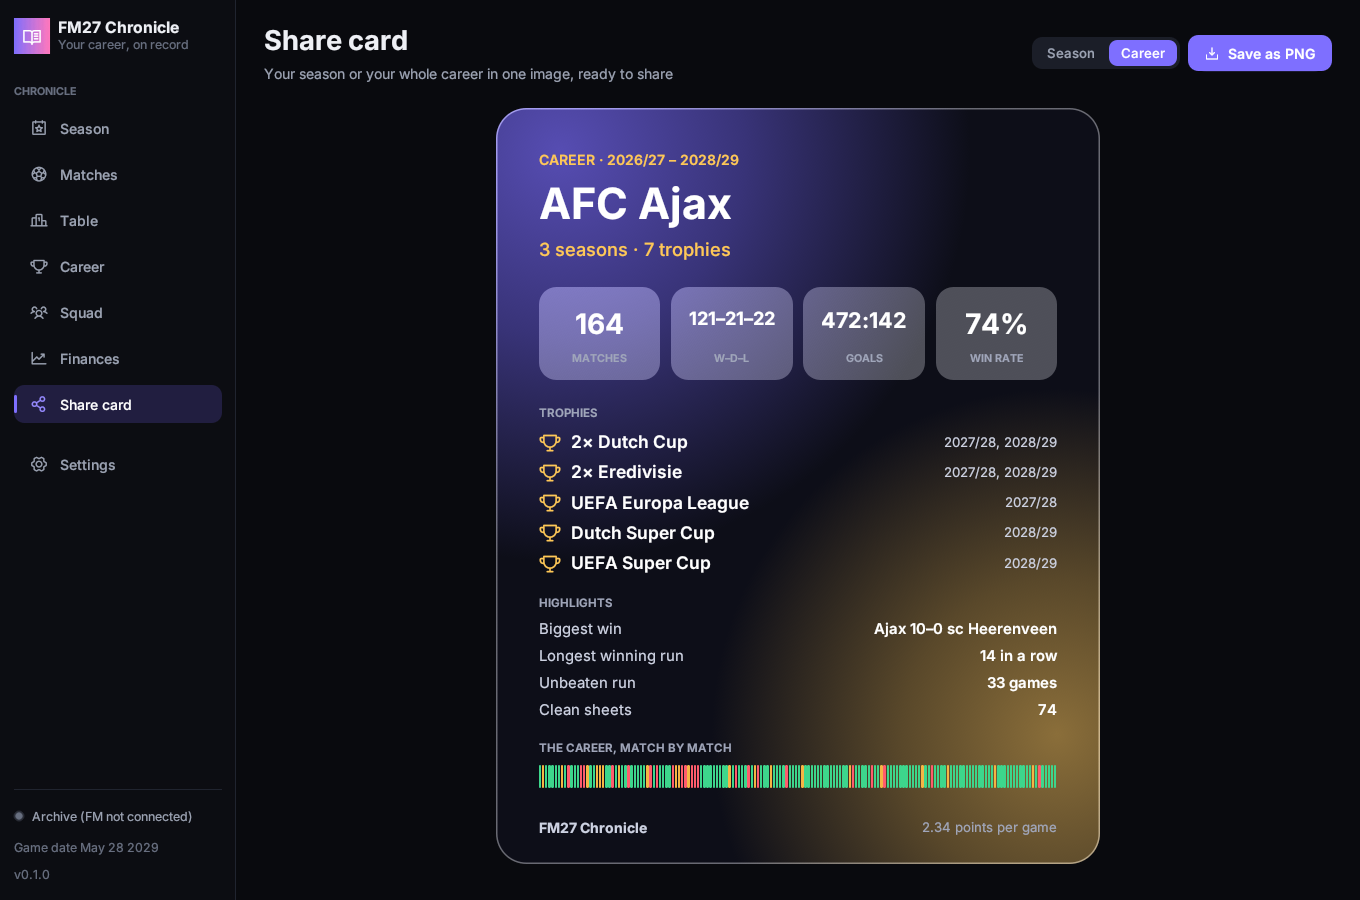 FM27 Chronicle
Your career, on record
CHRONICLE
Season
Matches
Table
Career
Squad
Finances
Share card
Settings
Archive (FM not connected)
Game date May 28 2029
v0.1.0
Share card
Your season or your whole career in one image, ready to share
Season Career Save as PNG
CAREER · 2026/27 – 2028/29
AFC Ajax
3 seasons · 7 trophies
164 121–21–22 472:142 74%
MATCHES W–D–L GOALS WIN RATE
TROPHIES
2× Dutch Cup 2027/28, 2028/29
2× Eredivisie 2027/28, 2028/29
UEFA Europa League 2027/28
Dutch Super Cup 2028/29
UEFA Super Cup 2028/29
HIGHLIGHTS
Biggest win Ajax 10–0 sc Heerenveen
Longest winning run 14 in a row
Unbeaten run 33 games
Clean sheets 74
THE CAREER, MATCH BY MATCH
FM27 Chronicle 2.34 points per game